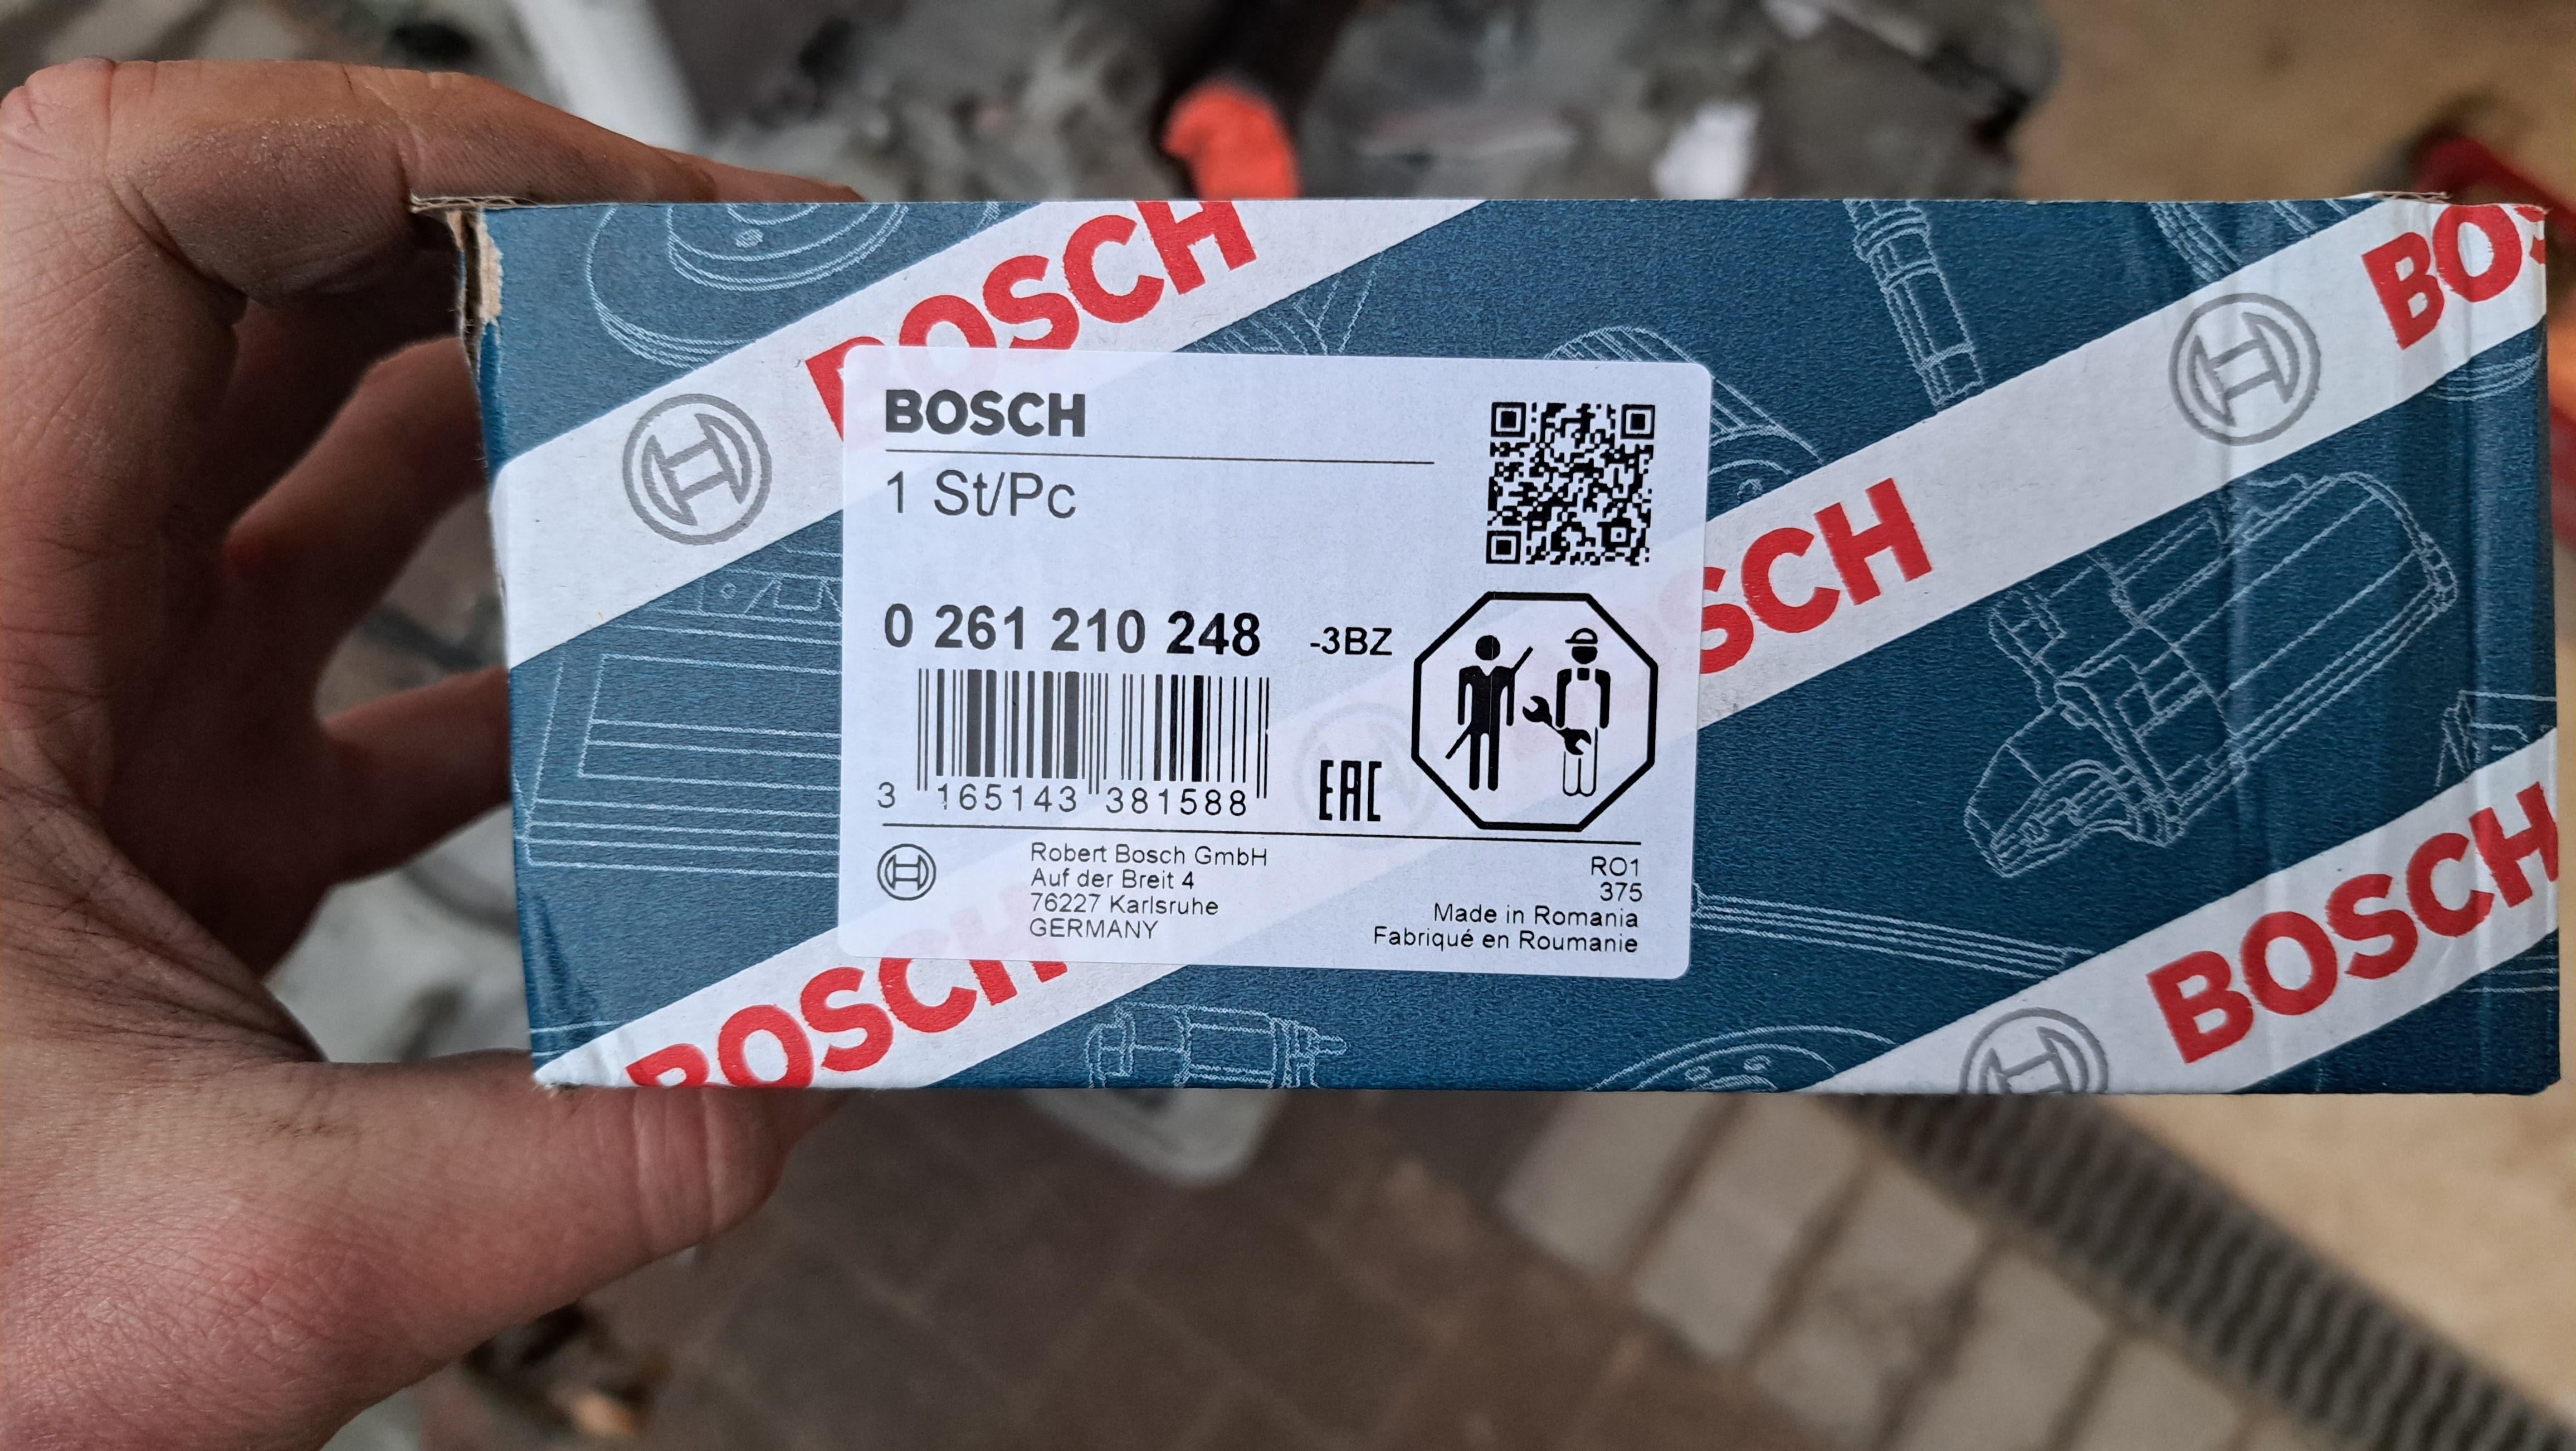 BOSCH
BOSCH
BOSCH
1 St/Pc
0 261 210 248 -3BZ
BOSCH
3 165143 381588
EAC
Robert Bosch GmbH
Auf der Breit 4
76227 Karlsruhe
GERMANY
RO1
375
Made in Romania
Fabriqué en Roumanie
BOSCH
BOSCH